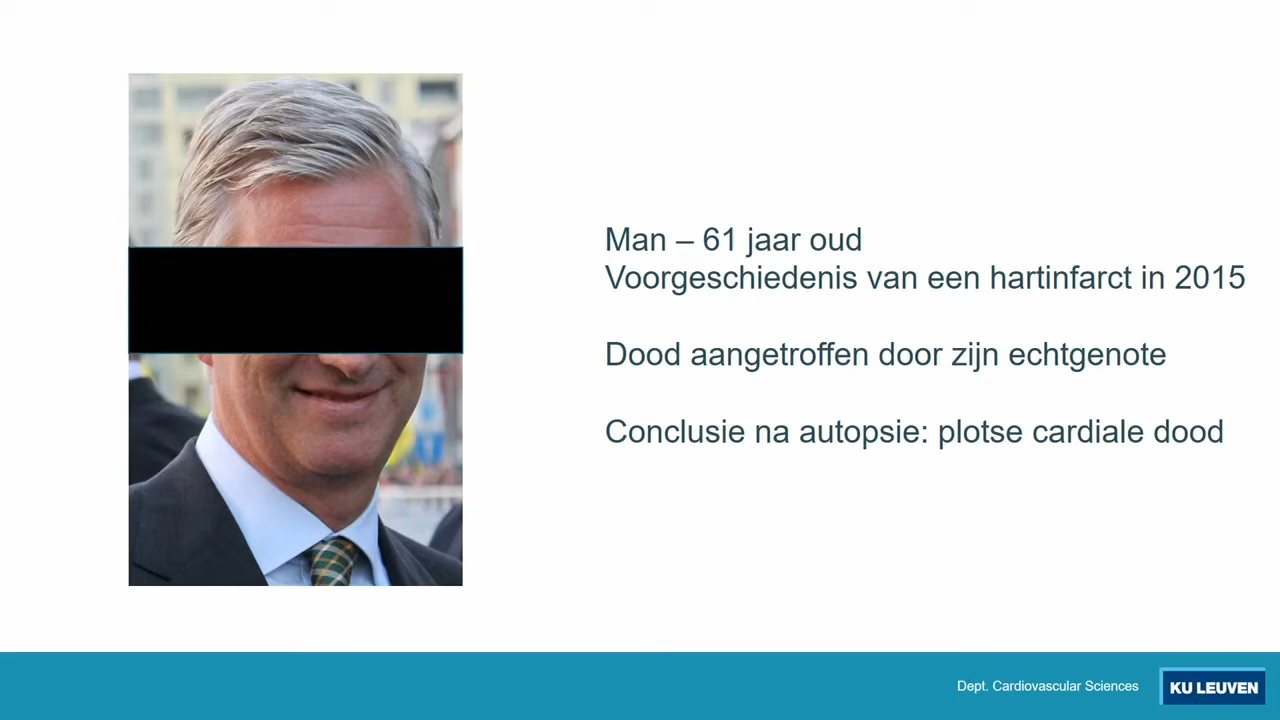 Man – 61 jaar oud
Voorgeschiedenis van een hartinfarct in 2015
Dood aangetroffen door zijn echtgenote
Conclusie na autopsie: plotse cardiale dood
Dept. Cardiovascular Sciences
KU LEUVEN